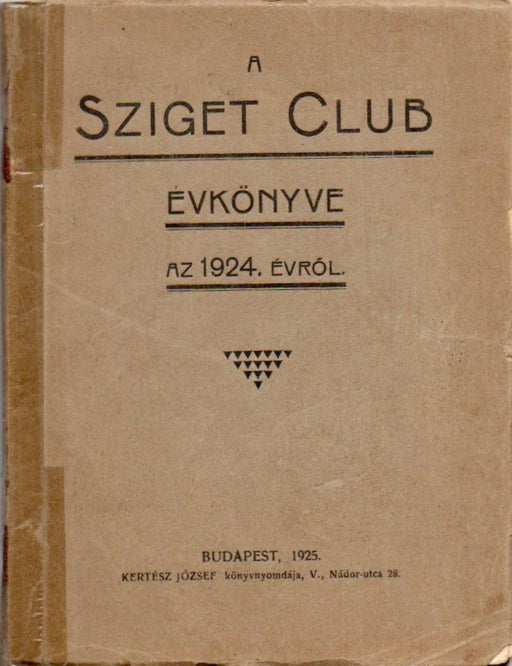 A
SZIGET CLUB
ÉVKÖNYVE
AZ 1924. ÉVRŐL.
BUDAPEST, 1925.
KERTÉSZ JÓZSEF könyvnyomdája, V., Nádor-utca 28.